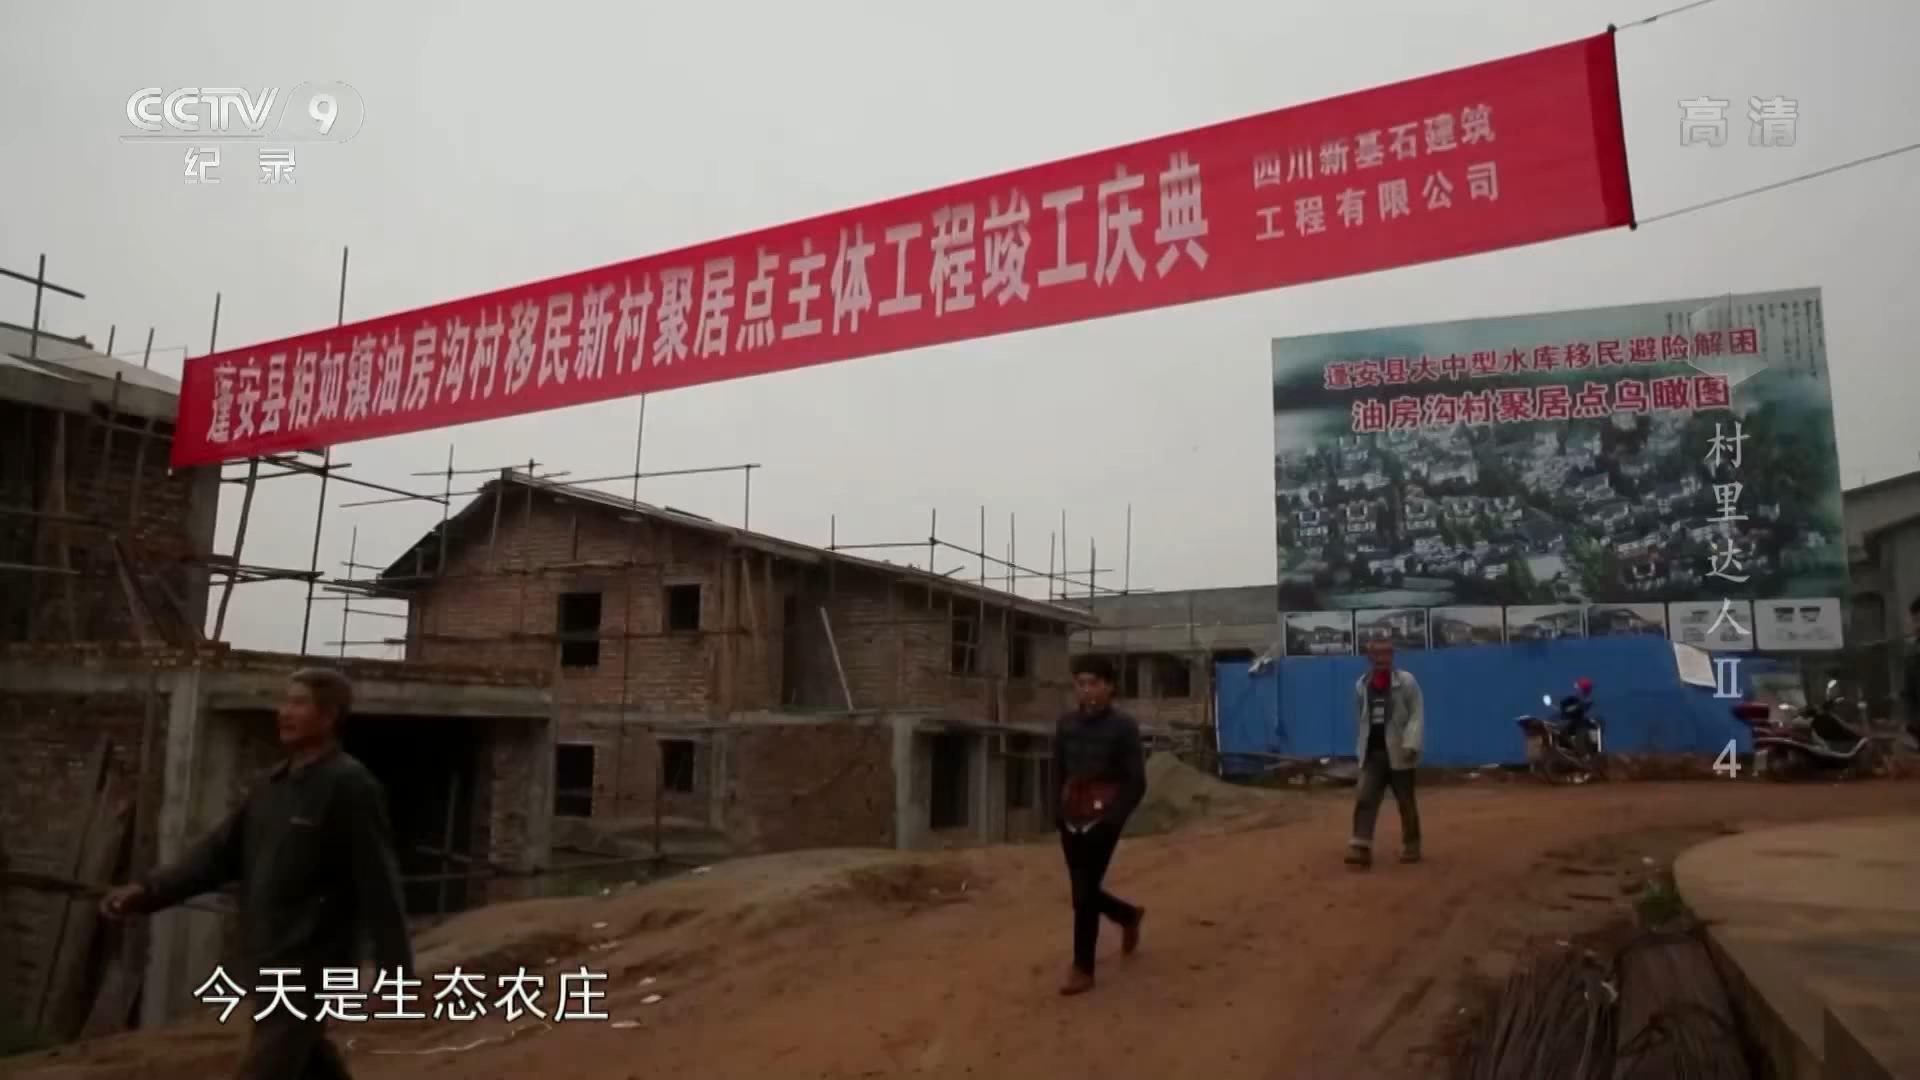 CCTV 9
纪录
高清
蓬安县相如镇油房沟村移民新村聚居点主体工程竣工庆典
四川新基石建筑
工程有限公司
蓬安县大中型水库移民避险解困
油房沟村聚居点鸟瞰图
村里达人II 4
今天是生态农庄